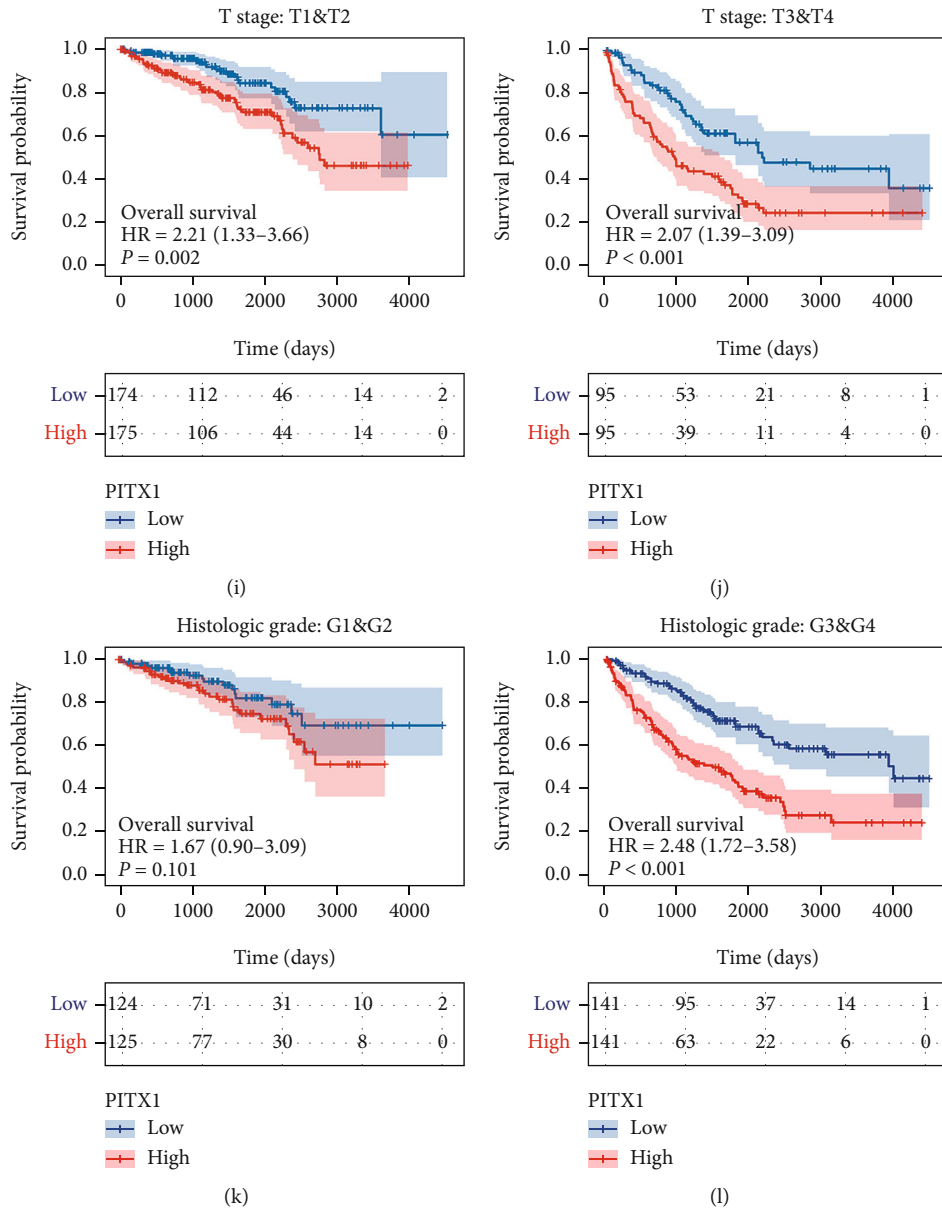 T stage: T1&T2
Survival probability
1.0
0.8
0.6
0.4
0.2
0.0
Overall survival
HR = 2.21 (1.33–3.66)
P = 0.002
0 1000 2000 3000 4000
Time (days)
Low 174 112 46 14 2
High 175 106 44 14 0
PITX1
Low
High
(i)
T stage: T3&T4
Survival probability
1.0
0.8
0.6
0.4
0.2
0.0
Overall survival
HR = 2.07 (1.39–3.09)
P < 0.001
0 1000 2000 3000 4000
Time (days)
Low 95 53 21 8 1
High 95 39 11 4 0
PITX1
Low
High
(j)
Histologic grade: G1&G2
Survival probability
1.0
0.8
0.6
0.4
0.2
0.0
Overall survival
HR = 1.67 (0.90–3.09)
P = 0.101
0 1000 2000 3000 4000
Time (days)
Low 124 71 31 10 2
High 125 77 30 8 0
PITX1
Low
High
(k)
Histologic grade: G3&G4
Survival probability
1.0
0.8
0.6
0.4
0.2
0.0
Overall survival
HR = 2.48 (1.72–3.58)
P < 0.001
0 1000 2000 3000 4000
Time (days)
Low 141 95 37 14 1
High 141 63 22 6 0
PITX1
Low
High
(l)